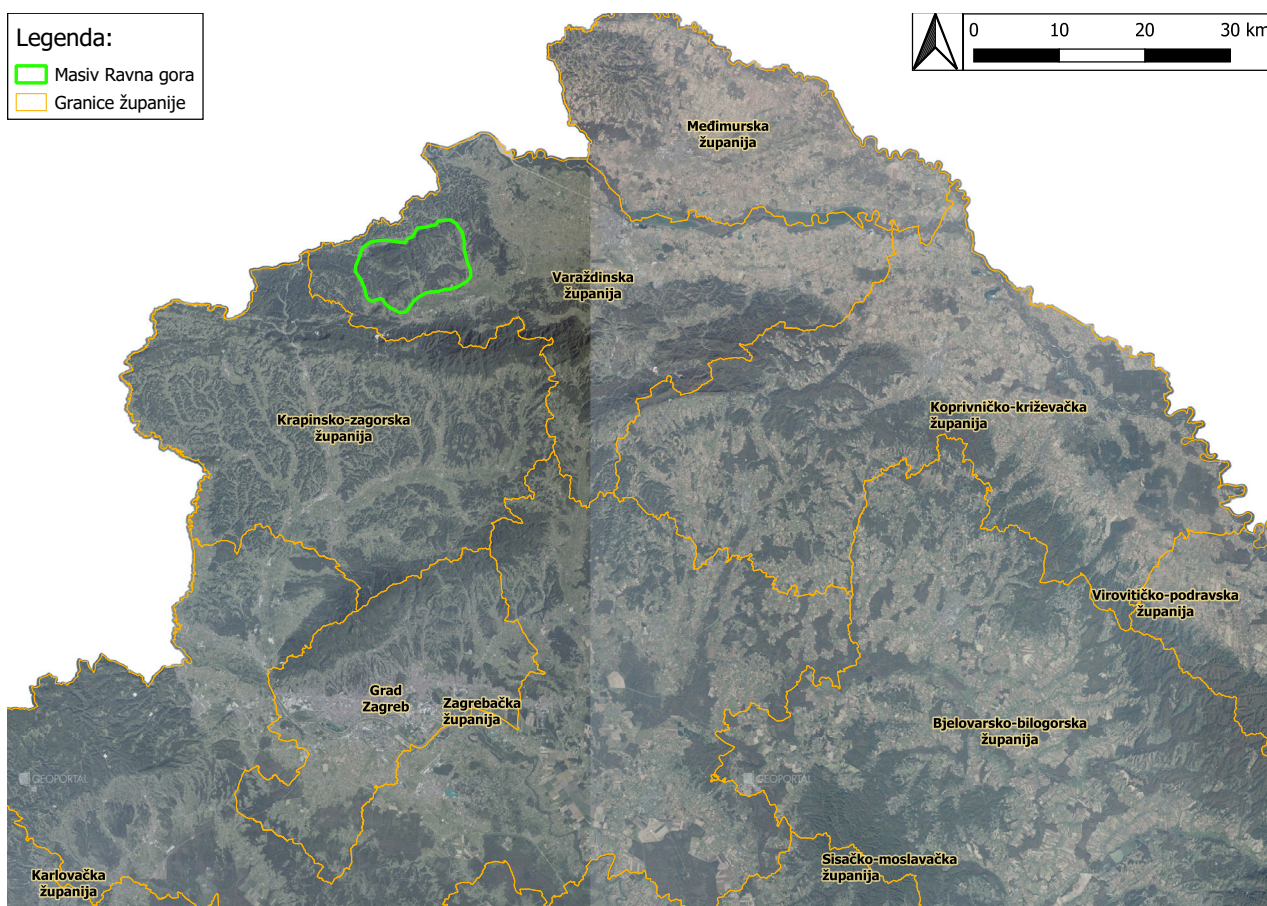 Legenda:
Masiv Ravna gora
Granice županije
0 10 20 30 km
Međimurska
županija
Varaždinska
županija
Krapinsko-zagorska
županija
Koprivničko-križevačka
županija
Virovitičko-podravska
županija
Grad
Zagreb
Zagrebačka
županija
Bjelovarsko-bilogorska
županija
GEOPORTAL
GEOPORTAL
Sisačko-moslavačka
županija
Karlovačka
županija